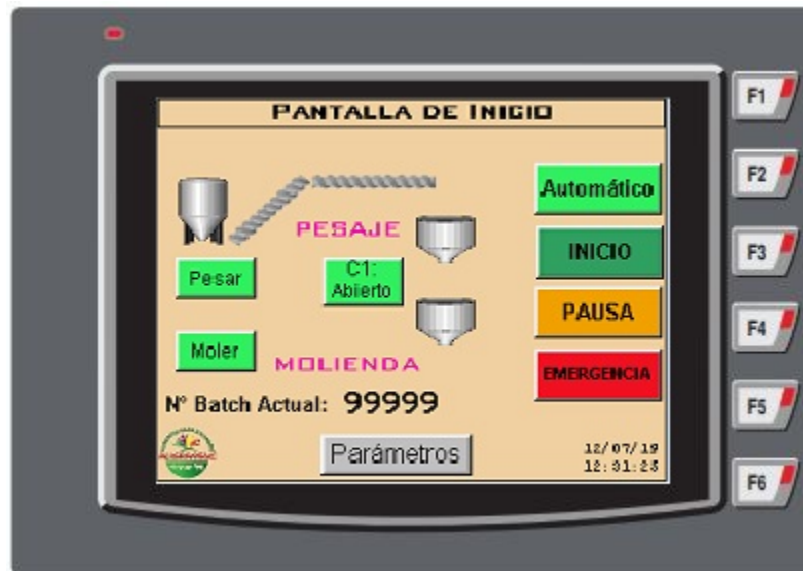 PANTALLA DE INICIO
Automático
PESAJE
INICIO
Pesar
C1:
Abierto
PAUSA
Moler
MOLIENDA
EMERGENCIA
N° Batch Actual: 99999
Parámetros
12/07/19
12:31:23
F1
F2
F3
F4
F5
F6